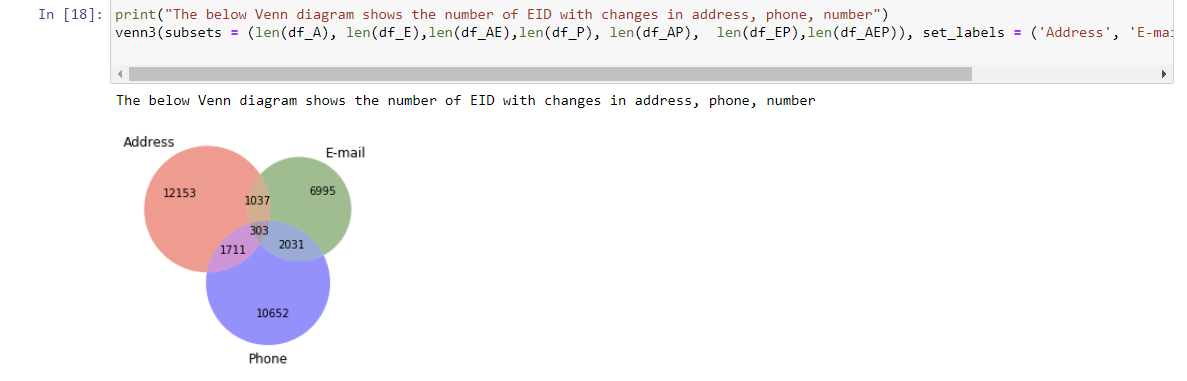 In [18]: print("The below Venn diagram shows the number of EID with changes in address, phone, number")
venn3(subsets = (len(df_A), len(df_E),len(df_AE),len(df_P), len(df_AP),  len(df_EP),len(df_AEP)), set_labels = ('Address', 'E-mai
The below Venn diagram shows the number of EID with changes in address, phone, number
Address
E-mail
12153
6995
1037
303
1711
2031
10652
Phone